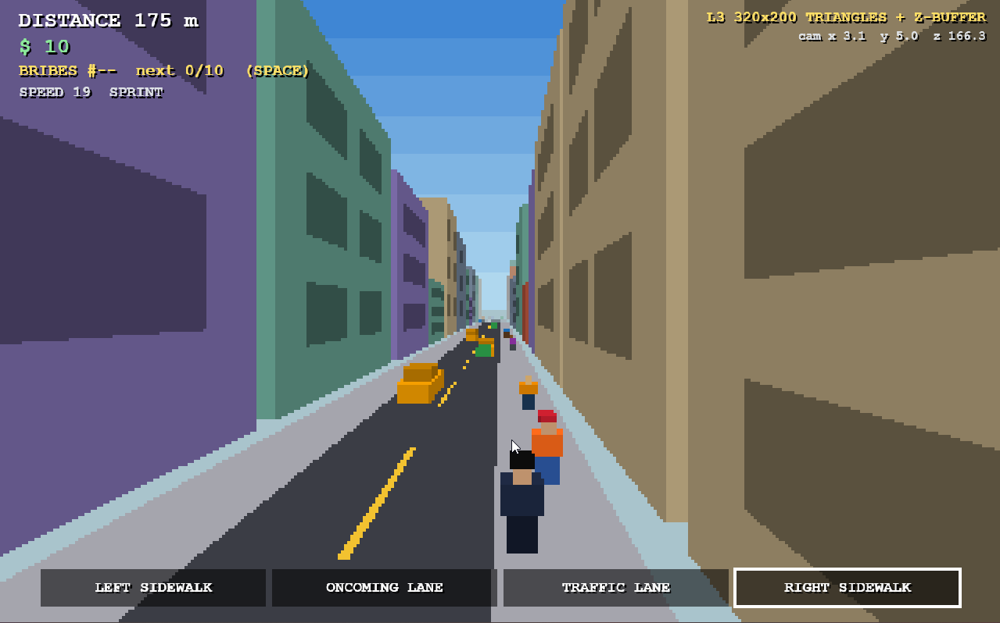 DISTANCE 175 m
$ 10
BRIBES #-- next 0/10 (SPACE)
SPEED 19 SPRINT
L3 320x200 TRIANGLES + Z-BUFFER
cam x 3.1 y 5.0 z 166.3
LEFT SIDEWALK
ONCOMING LANE
TRAFFIC LANE
RIGHT SIDEWALK